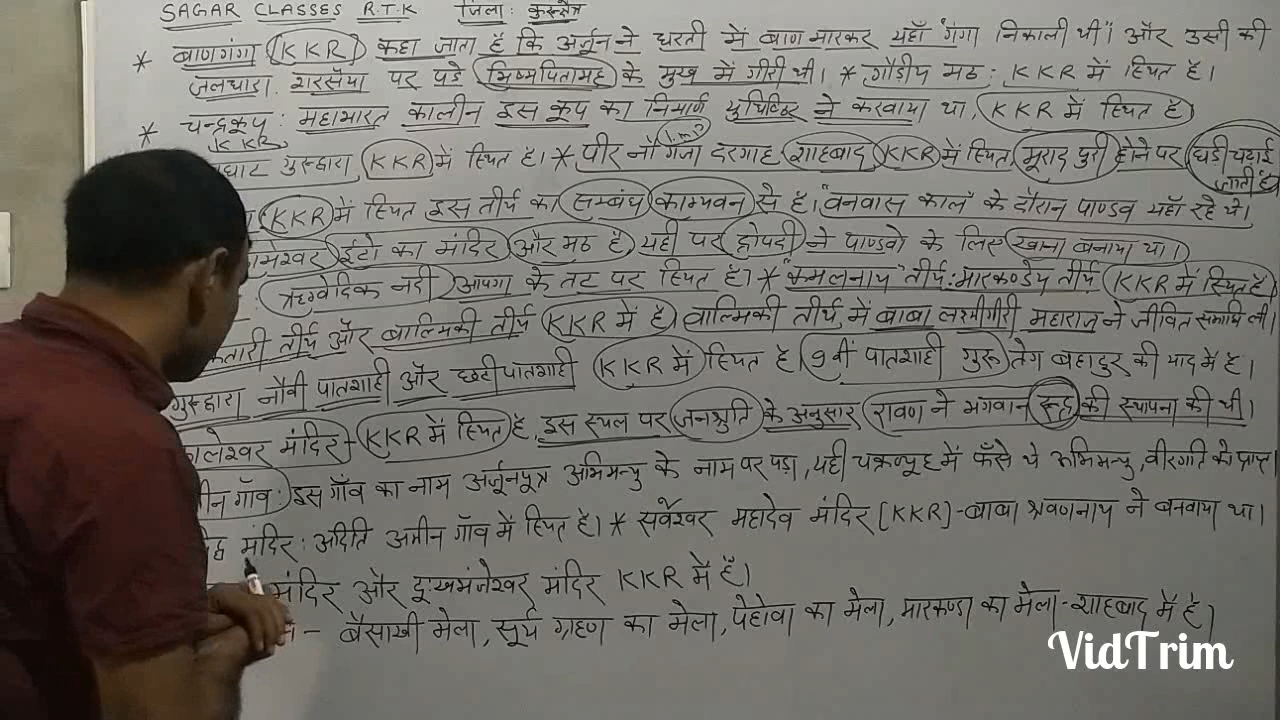 SAGAR CLASSES R.T.K जिला: कुरुक्षेत्र
* बाणगंगा (KKR) कहा जाता है कि अर्जून ने धरती में बाण मारकर यहाँ गंगा निकाली थी। और उसी की
जलधारा शरसैंया पर पडे भिष्मपितामह के मुख में गीरी थी। * गौडीय मठ: KKR में स्थित है।
* चन्द्रकूप: महाभारत कालीन इस कूप का निमार्ण युधिष्ठिर ने करवाया था, KKR में स्थित है
KKR
घाट गुरुद्वारा KKR में स्थित है। * पीर नौ गजा दरगाह (Imp) शाहबाद KKR में स्थित मूराद पुरी होने पर घडी चढाई जाती है
KKR में स्थित इस तीर्थ का सम्बंध काम्यवन से है। "वनवास काल" के दौरान पाण्डव यहाँ रहे थे।
मेश्वर ईंटो का मंदिर और मठ है यही पर द्रोपदी ने पाण्डवो के लिए खाना बनाया था।
ऋग्वेदिक नदी आपगा के तट पर स्थित है। * "कमलनाथ" तीर्थ: मारकण्डेय तीर्थ KKR में स्थित है
तारी तीर्थ और बाल्मिकी तीर्थ KKR में है वाल्मिकी तीर्थ में बाबा लक्ष्मीगीरी महाराज ने जीवित समाधि ली।
गुरुद्वारा नौवी पातशाही और छठी पातशाही KKR में स्थित है 9वीं पातशाही गुरु तेग बहादुर की याद में है।
लेश्वर मंदिर - KKR में स्थित है, इस स्थल पर जनश्रुति के अनुसार रावण ने भगवान रूद्र की स्थापना की थी।
ीन गाँव: इस गाँव का नाम अर्जूनपूत्र अभिमन्यु के नाम पर पडा, यही चक्रव्यूह में फँसे थे अभिमन्यु, वीरगति को प्राप्त
मंदिर: अदिति अमीन गाँव में स्थित है। * सर्वेश्वर महादेव मंदिर [KKR] - बाबा श्रवणनाथ ने बनवाया था।
मंदिर और दुःखभंजेश्वर मंदिर KKR में हैं।
- बैसाखी मेला, सूर्य ग्रहण का मेला, पेहोवा का मेला, मारकण्डा का मेला - शाहबाद में है।
VidTrim